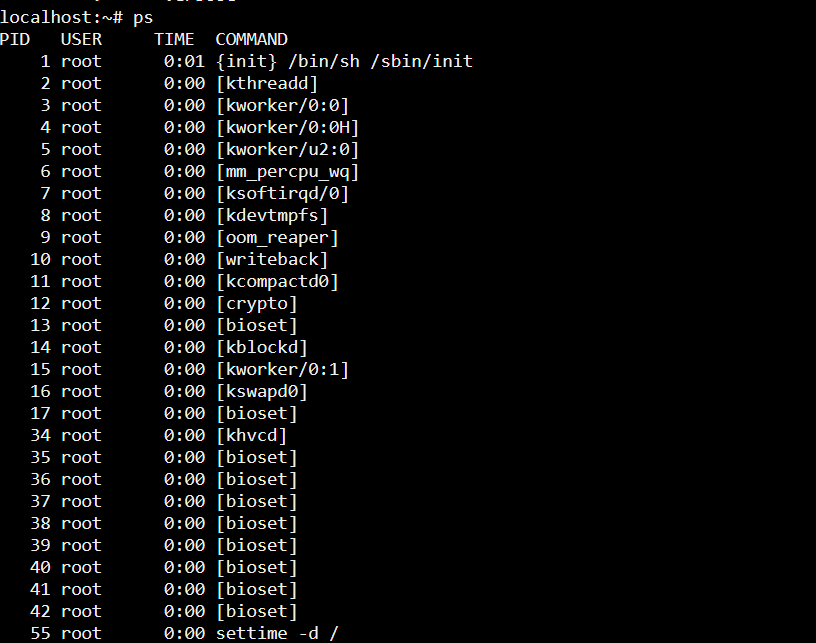 localhost:~# ps
PID   USER     TIME  COMMAND
    1 root      0:01 {init} /bin/sh /sbin/init
    2 root      0:00 [kthreadd]
    3 root      0:00 [kworker/0:0]
    4 root      0:00 [kworker/0:0H]
    5 root      0:00 [kworker/u2:0]
    6 root      0:00 [mm_percpu_wq]
    7 root      0:00 [ksoftirqd/0]
    8 root      0:00 [kdevtmpfs]
    9 root      0:00 [oom_reaper]
   10 root      0:00 [writeback]
   11 root      0:00 [kcompactd0]
   12 root      0:00 [crypto]
   13 root      0:00 [bioset]
   14 root      0:00 [kblockd]
   15 root      0:00 [kworker/0:1]
   16 root      0:00 [kswapd0]
   17 root      0:00 [bioset]
   34 root      0:00 [khvcd]
   35 root      0:00 [bioset]
   36 root      0:00 [bioset]
   37 root      0:00 [bioset]
   38 root      0:00 [bioset]
   39 root      0:00 [bioset]
   40 root      0:00 [bioset]
   41 root      0:00 [bioset]
   42 root      0:00 [bioset]
   55 root      0:00 settime -d /